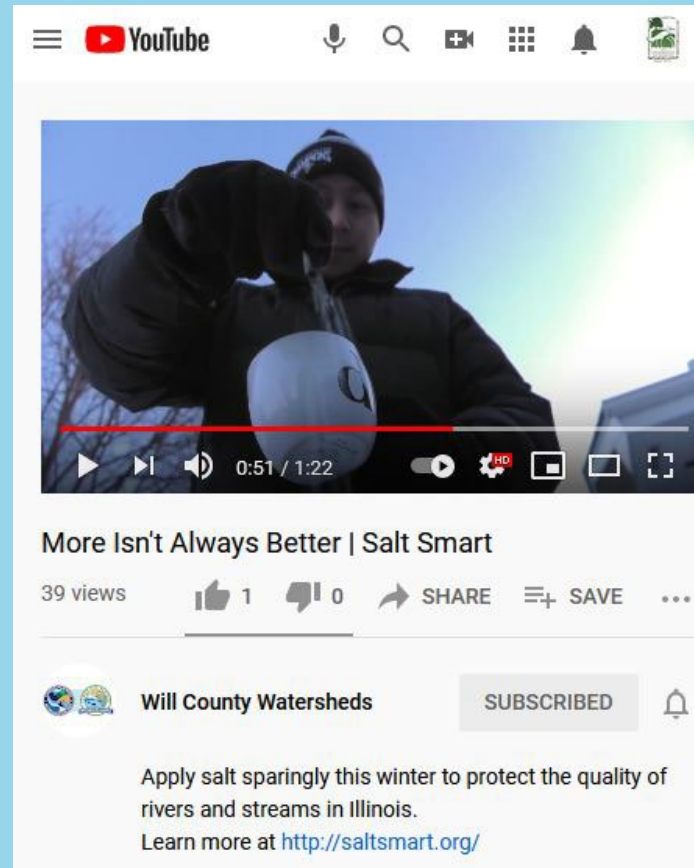 YouTube
0:51 / 1:22
HD
More Isn't Always Better | Salt Smart
39 views 1 0 SHARE SAVE
Will County Watersheds SUBSCRIBED
Apply salt sparingly this winter to protect the quality of
rivers and streams in Illinois.
Learn more at http://saltsmart.org/